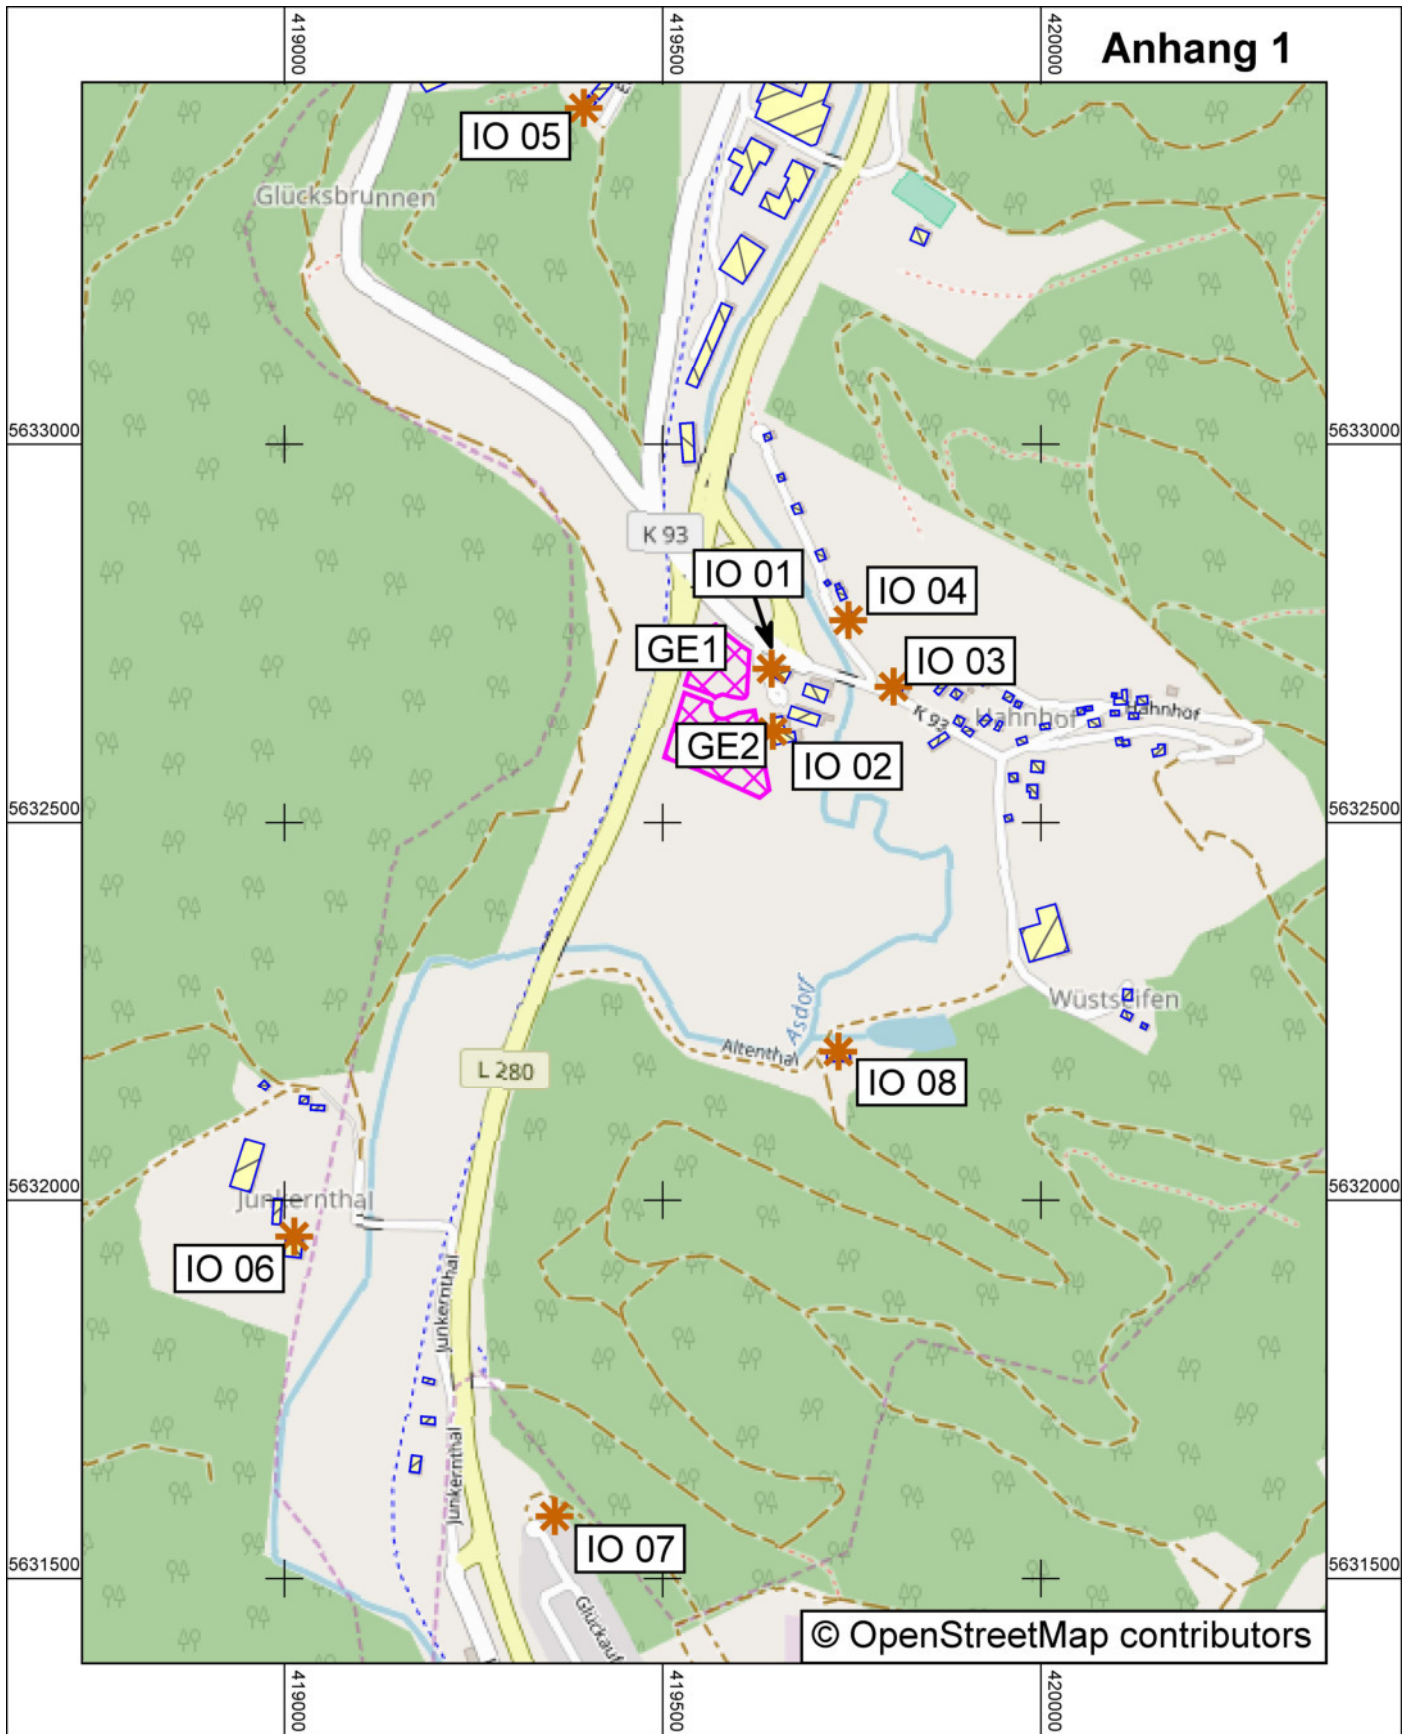 419000
419500
420000
Anhang 1
IO 05
Glücksbrunnen
5633000
5633000
K 93
IO 01
IO 04
GE1
IO 03
K 93
Hahnhof
Hahnhof
GE2
IO 02
5632500
5632500
Asdorf
Wüstseifen
Altenthal
L 280
IO 08
5632000
5632000
Junkernthal
IO 06
Junkernthal
Junkernthal
IO 07
5631500
5631500
Glückauf
© OpenStreetMap contributors
419000
419500
420000